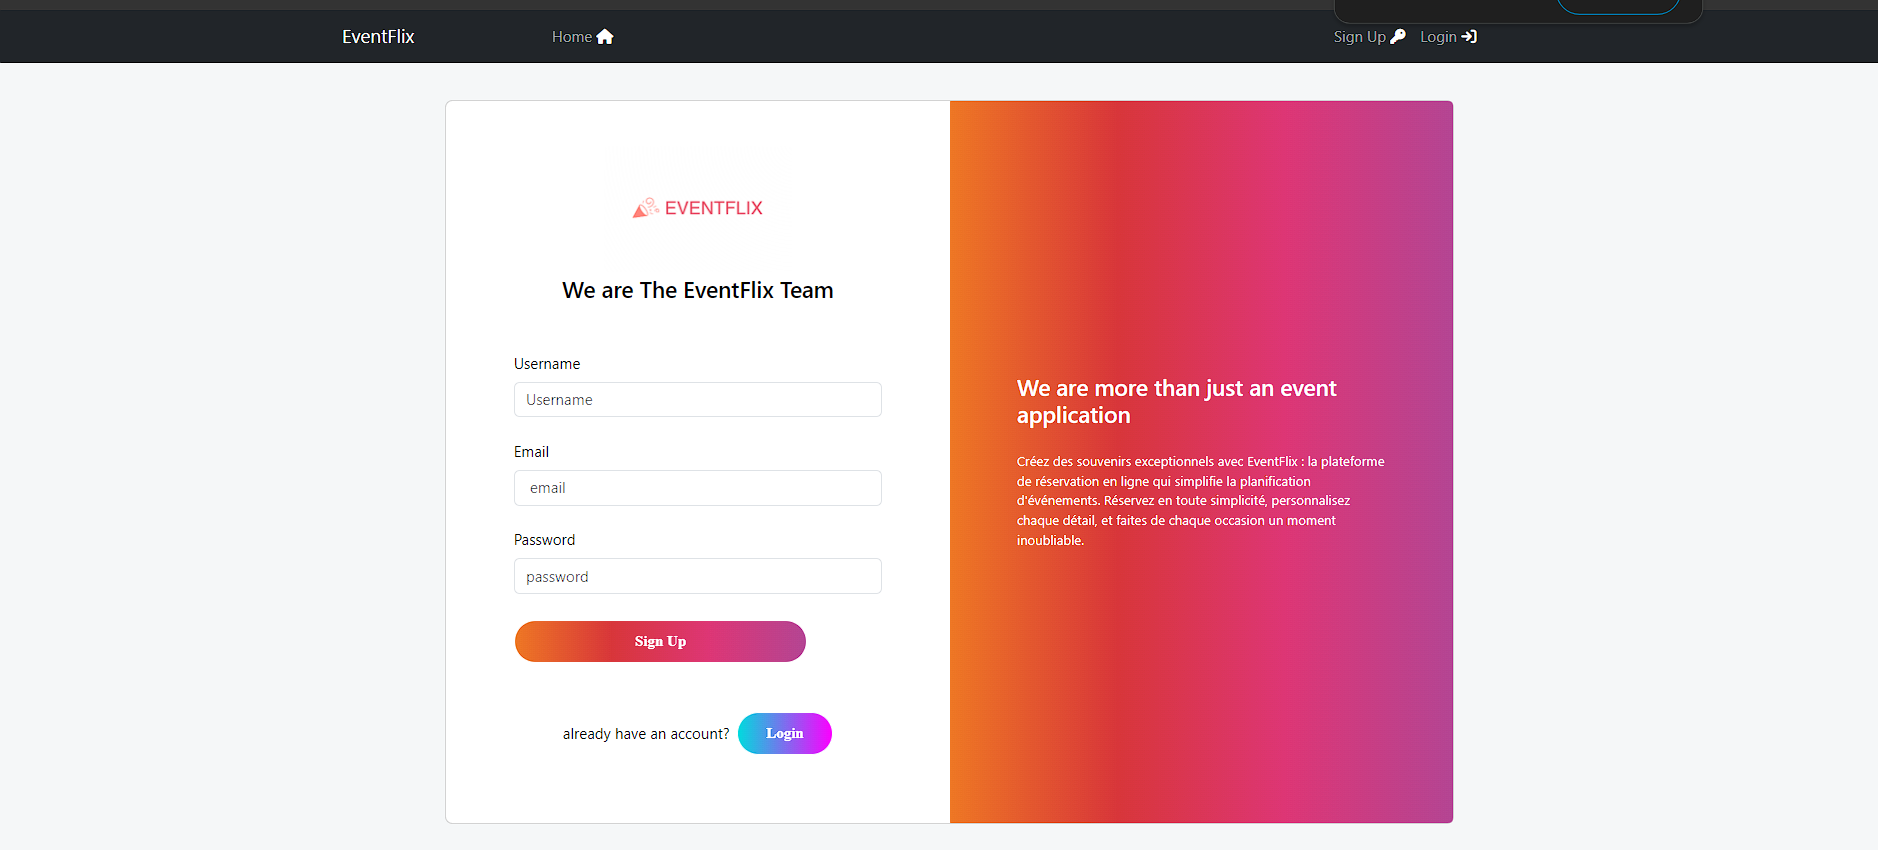 EventFlix
Home
Sign Up
Login
EVENTFLIX
We are The EventFlix Team
Username
Username
Email
email
Password
password
Sign Up
already have an account?
Login
We are more than just an event
application
Créez des souvenirs exceptionnels avec EventFlix : la plateforme
de réservation en ligne qui simplifie la planification
d'événements. Réservez en toute simplicité, personnalisez
chaque détail, et faites de chaque occasion un moment
inoubliable.